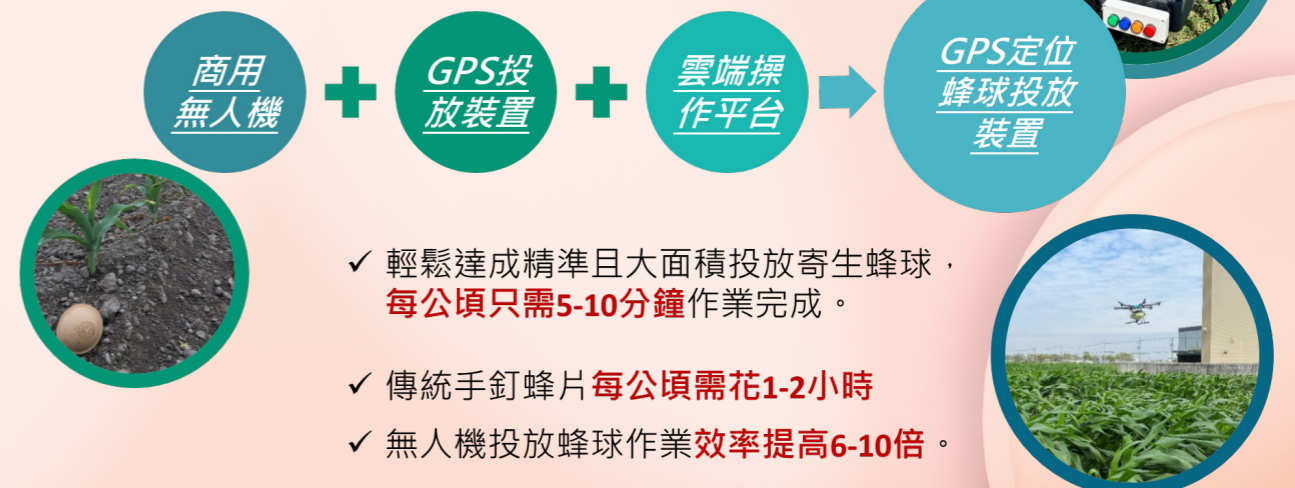 商用
無人機
GPS投
放裝置
雲端操
作平台
GPS定位
蜂球投放
裝置
✓ 輕鬆達成精準且大面積投放寄生蜂球，
每公頃只需5-10分鐘作業完成。
✓ 傳統手釘蜂片每公頃需花1-2小時
✓ 無人機投放蜂球作業效率提高6-10倍。